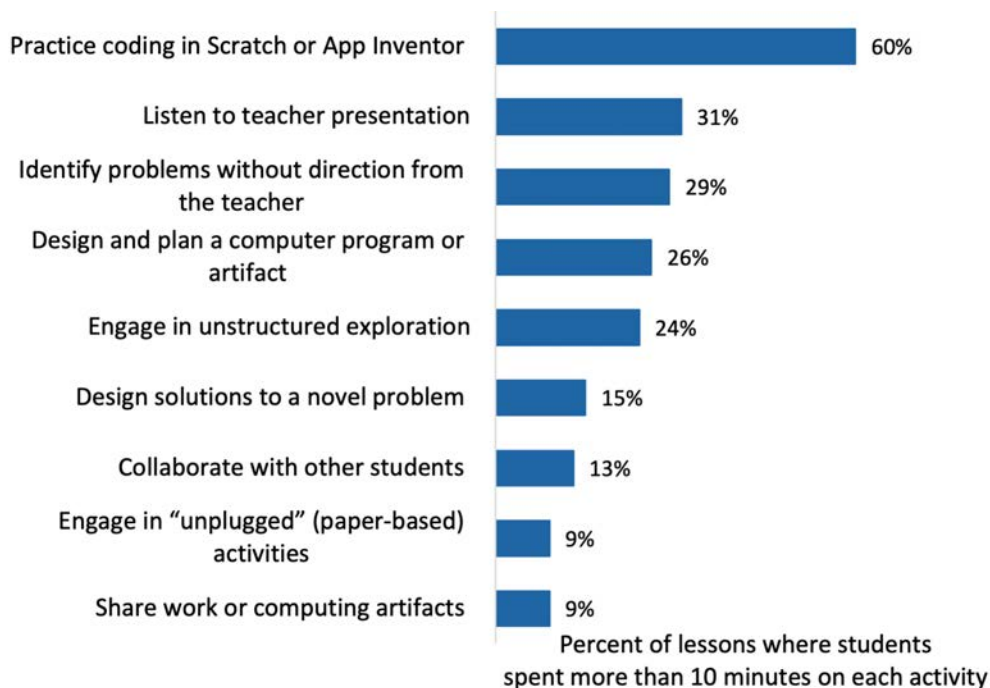 Practice coding in Scratch or App Inventor
60%
Listen to teacher presentation
31%
Identify problems without direction from
the teacher
29%
Design and plan a computer program or
artifact
26%
Engage in unstructured exploration
24%
Design solutions to a novel problem
15%
Collaborate with other students
13%
Engage in “unplugged” (paper-based)
activities
9%
Share work or computing artifacts
9%
Percent of lessons where students
spent more than 10 minutes on each activity